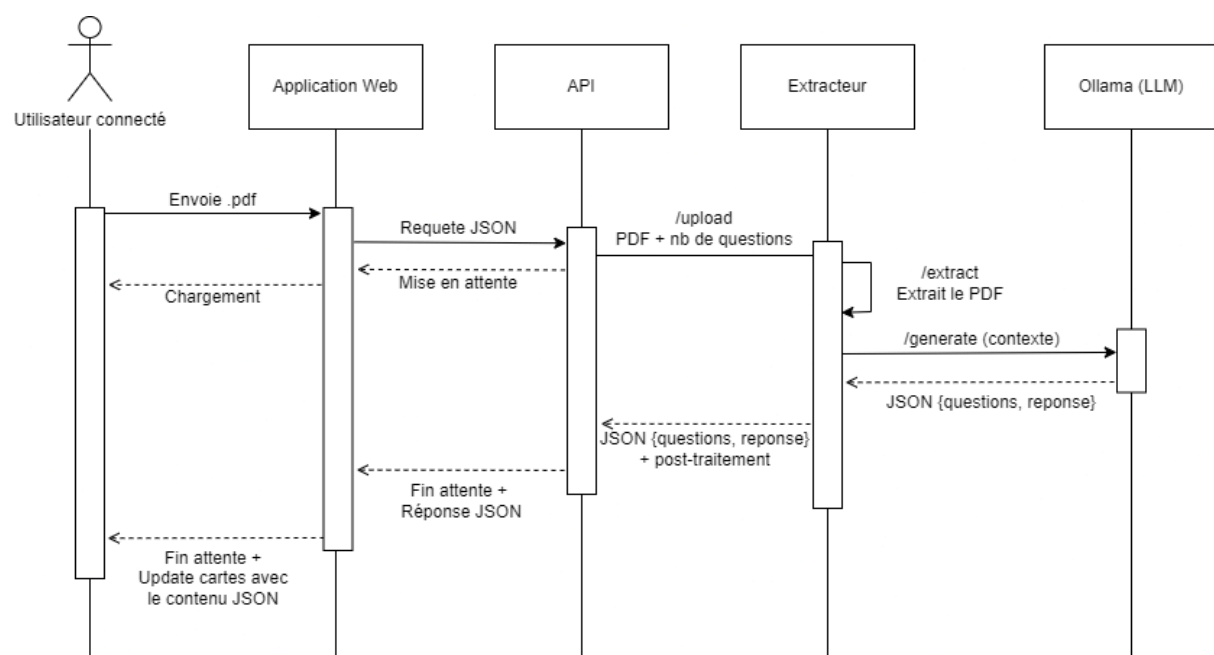 Utilisateur connecté
Application Web
API
Extracteur
Ollama (LLM)
Envoie .pdf
Requete JSON
/upload
PDF + nb de questions
Mise en attente
Chargement
/extract
Extrait le PDF
/generate (contexte)
JSON {questions, reponse}
JSON {questions, reponse}
+ post-traitement
Fin attente +
Réponse JSON
Fin attente +
Update cartes avec
le contenu JSON